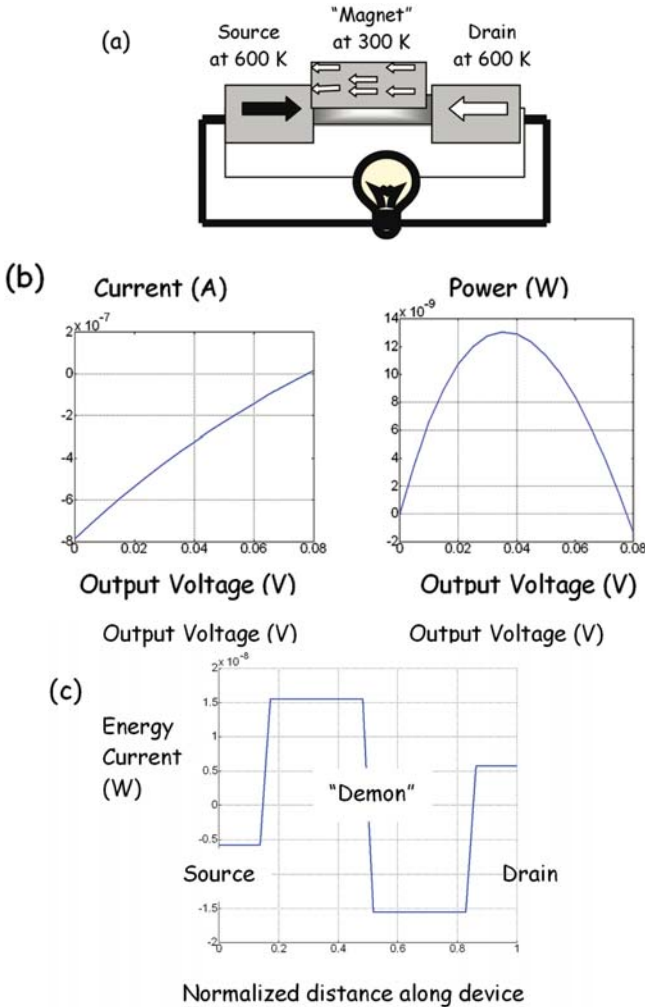 (a)
Source
at 600 K
"Magnet"
at 300 K
Drain
at 600 K
(b)
Current (A)
Power (W)
2 x 10 -7
0
-2
-4
-6
-8
0 0.02 0.04 0.06 0.08
14 x 10 -9
12
10
8
6
4
2
0
-2
0 0.02 0.04 0.06 0.08
Output Voltage (V)
Output Voltage (V)
Output Voltage (V)
Output Voltage (V)
(c)
Energy
Current
(W)
2 x 10 -8
1.5
1
0.5
0
-0.5
-1
-1.5
-2
"Demon"
Source
Drain
0 0.2 0.4 0.6 0.8 1
Normalized distance along device